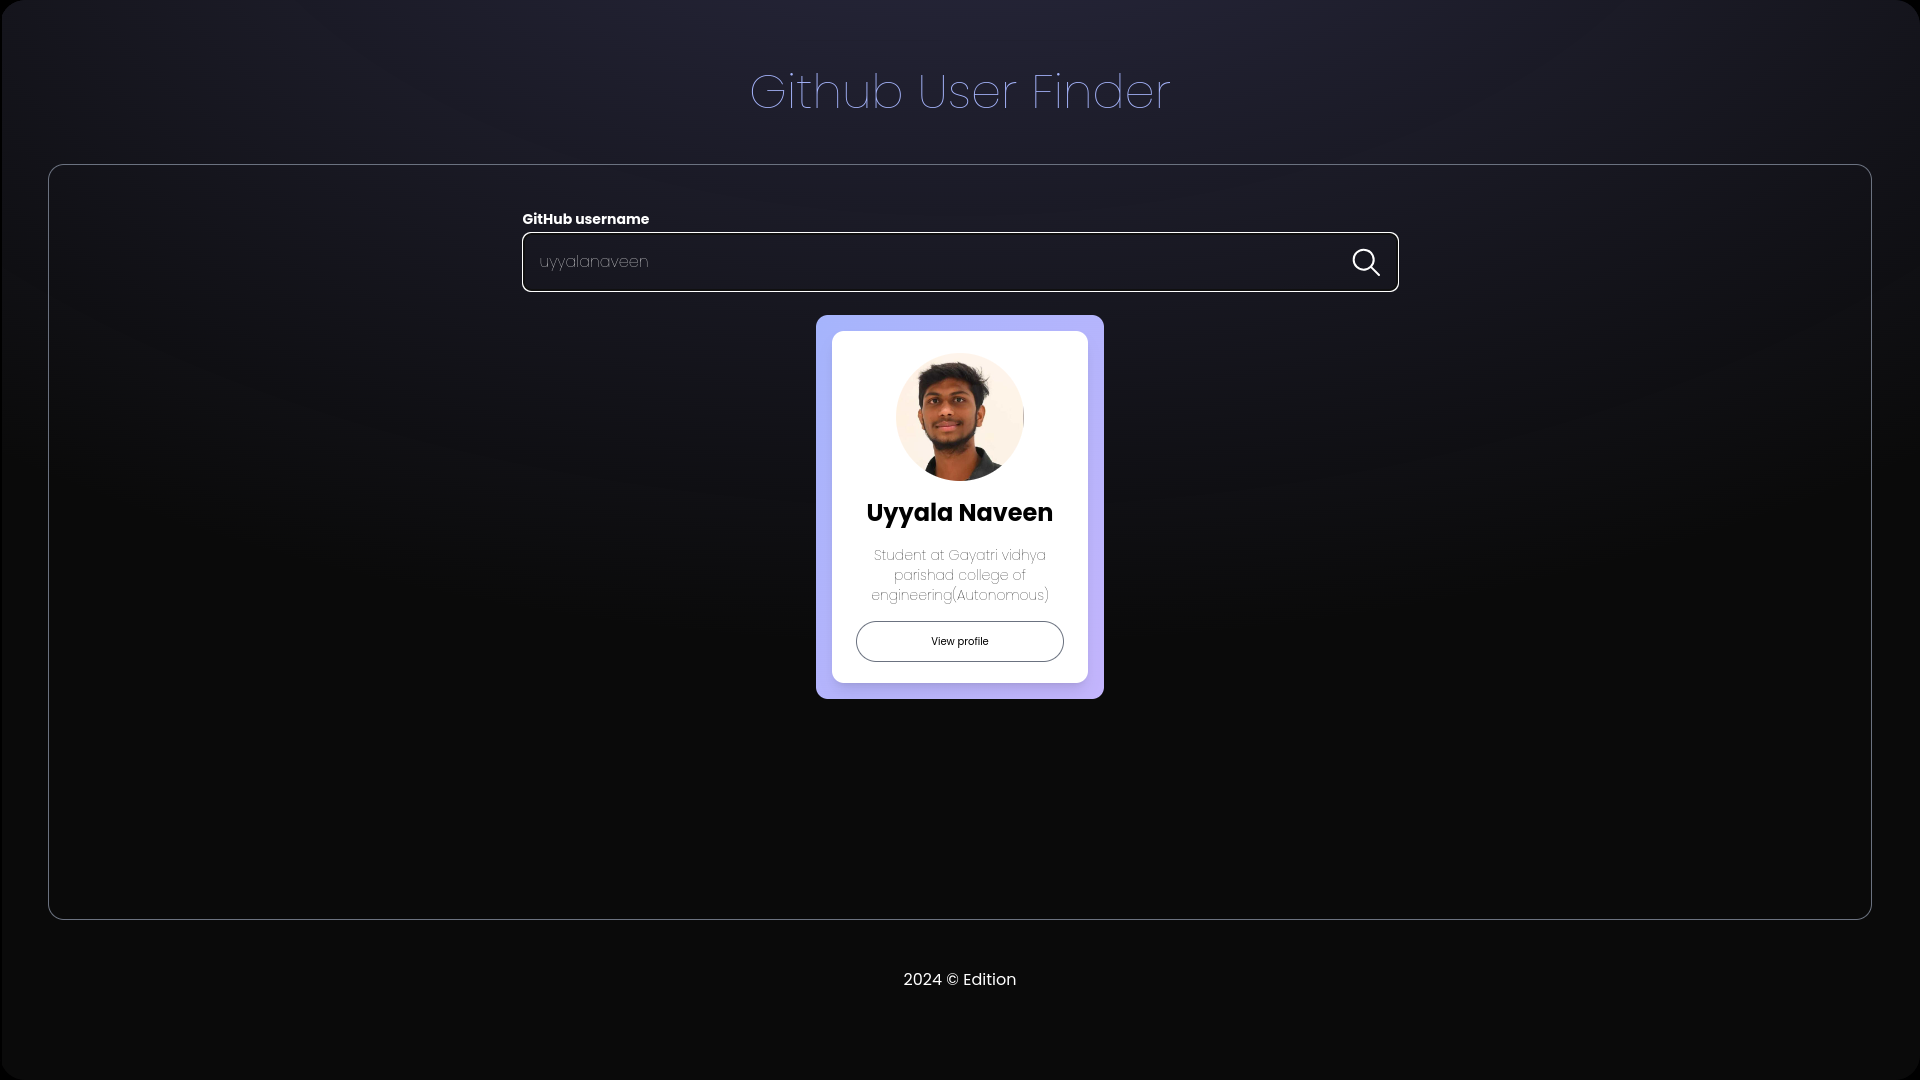 Github User Finder
GitHub username
uyyalanaveen
Uyyala Naveen
Student at Gayatri vidhya
parishad college of
engineering(Autonomous)
View profile
2024 © Edition